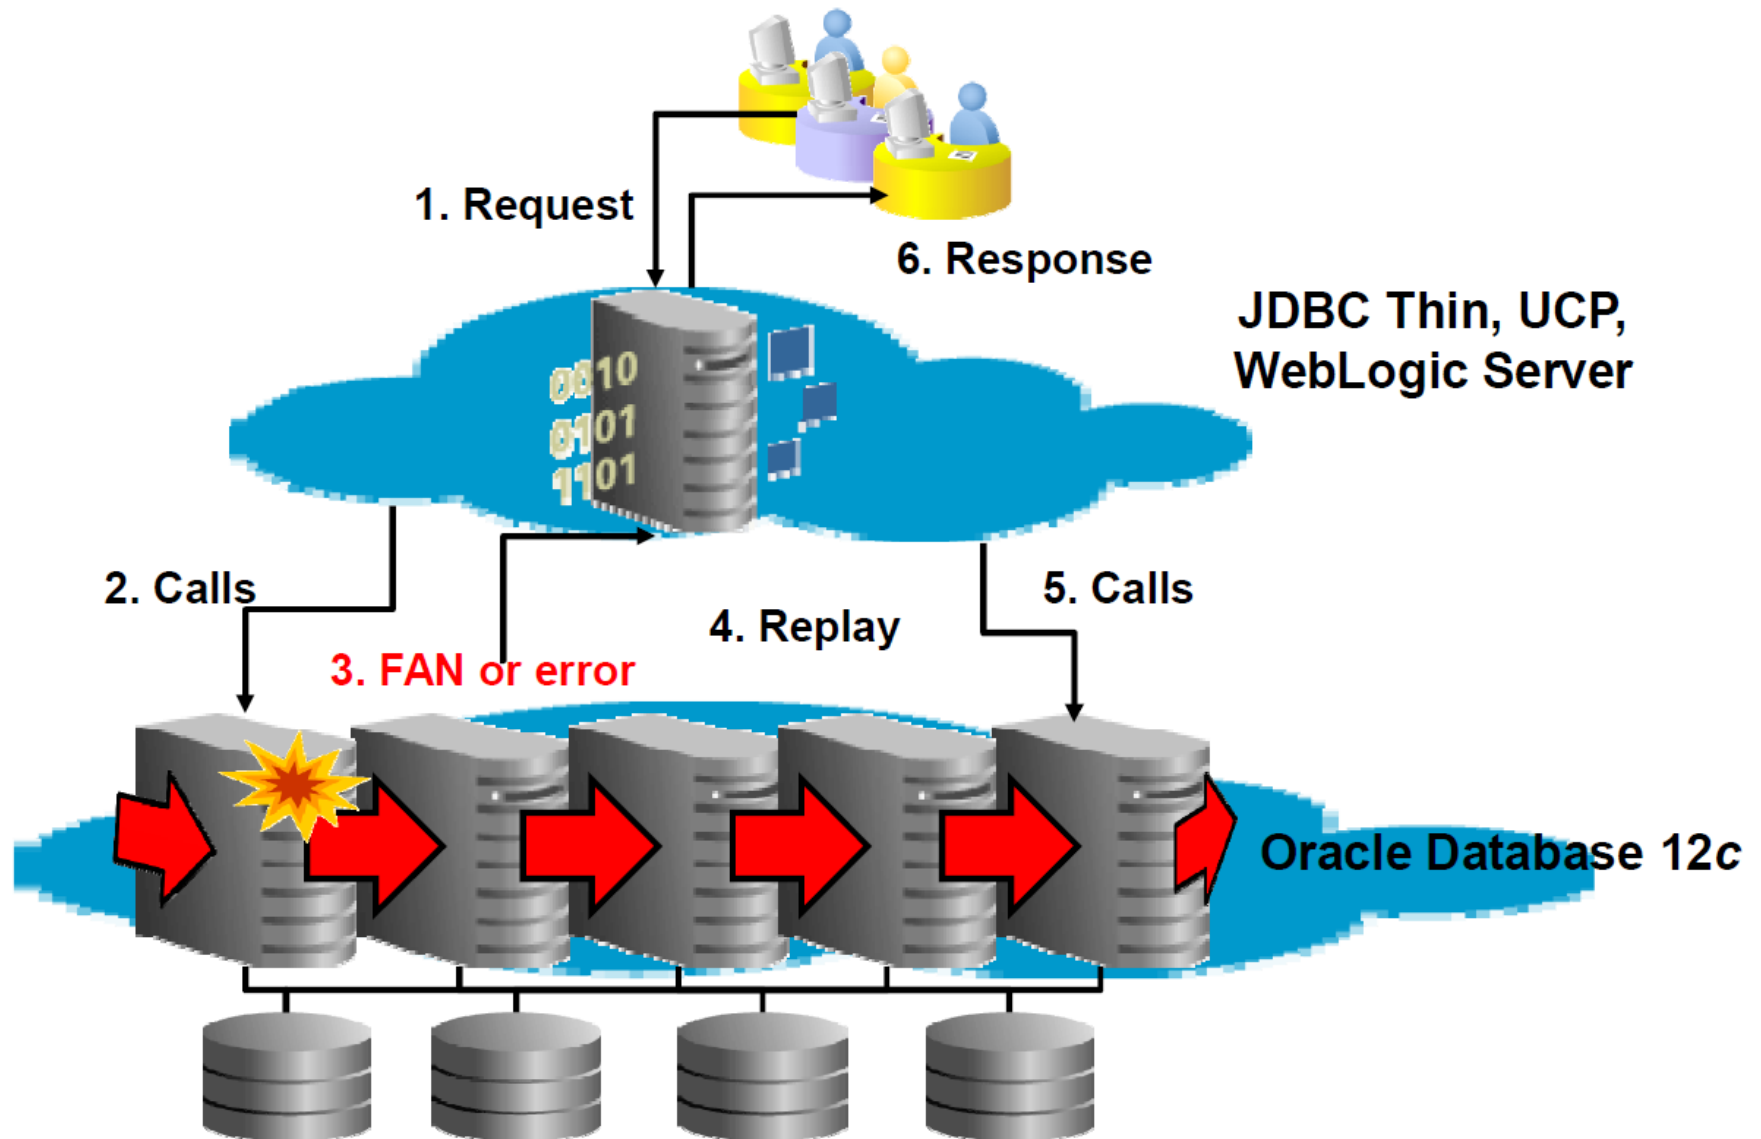 1. Request
6. Response
JDBC Thin, UCP,
WebLogic Server
0010
0101
1101
2. Calls
5. Calls
4. Replay
3. FAN or error
Oracle Database 12c